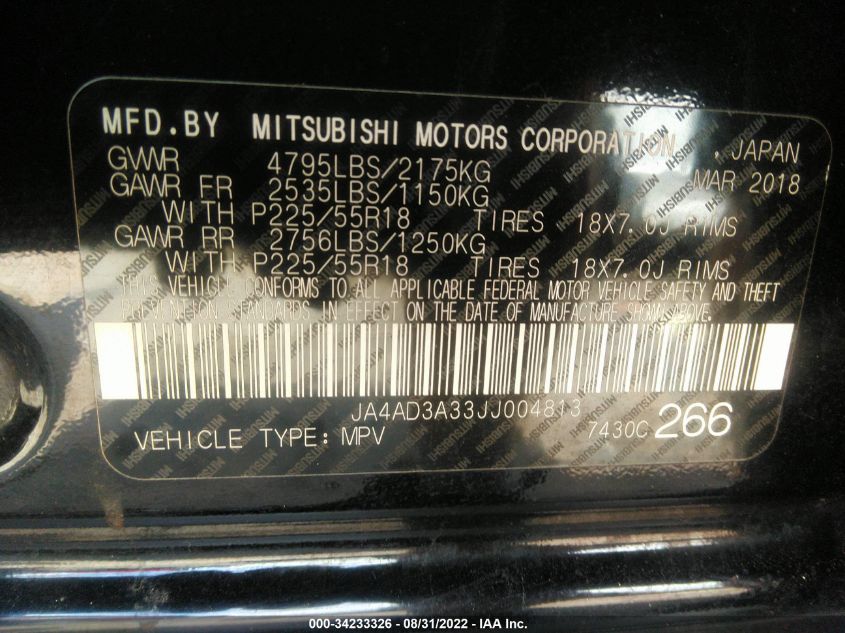 MFD.BY MITSUBISHI MOTORS CORPORATION, JAPAN
GVWR 4795LBS/2175KG MAR 2018
GAWR FR 2535LBS/1150KG
WITH P225/55R18 TIRES 18X7.0J RIMS
GAWR RR 2756LBS/1250KG
WITH P225/55R18 TIRES 18X7.0J RIMS
THIS VEHICLE CONFORMS TO ALL APPLICABLE FEDERAL MOTOR VEHICLE SAFETY AND THEFT
PREVENTION STANDARDS IN EFFECT ON THE DATE OF MANUFACTURE SHOWN ABOVE.
JA4AD3A33JJ004813
VEHICLE TYPE: MPV 7430C 266
000-34233326 - 08/31/2022 - IAA Inc.